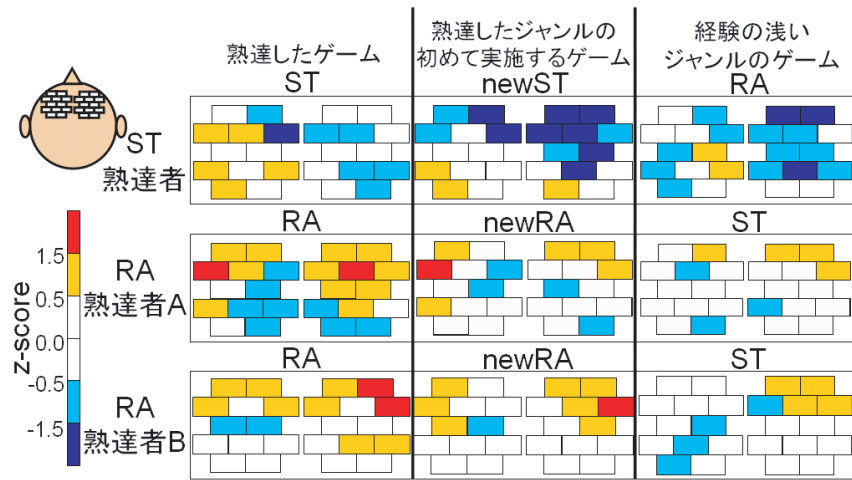 熟達したゲーム
ST
熟達したジャンルの
初めて実施するゲーム
newST
経験の浅い
ジャンルのゲーム
RA
ST
熟達者
RA
newRA
ST
RA
熟達者A
RA
newRA
ST
RA
熟達者B
z-score
1.5
0.5
0.0
-0.5
-1.5